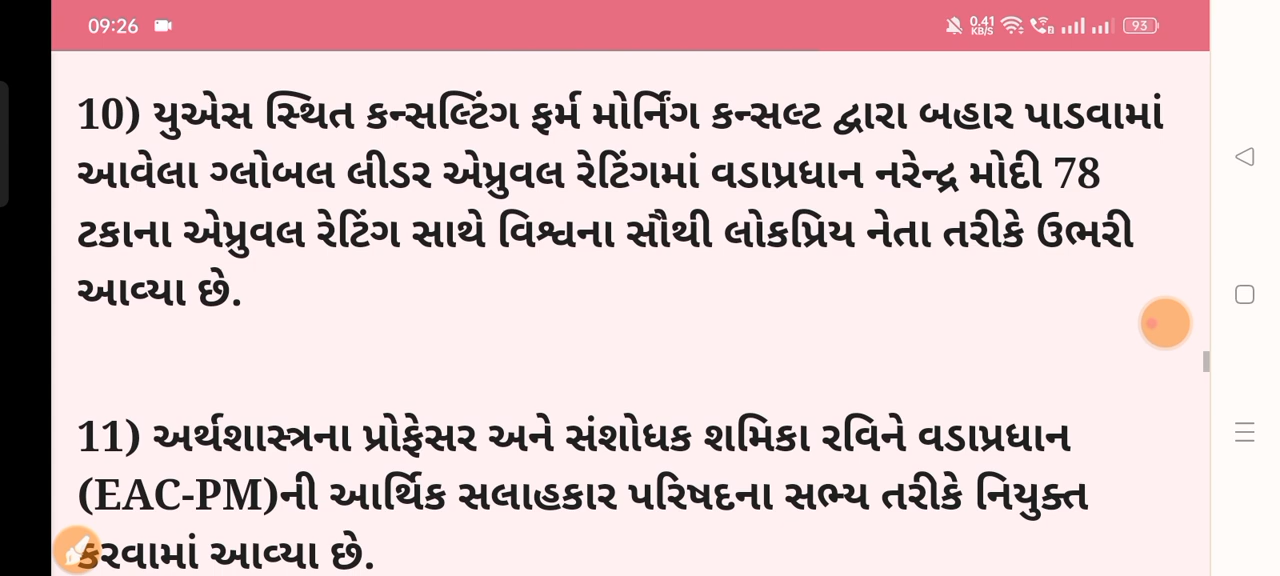 09:26
0.41
KB/S
93
10) યુએસ સ્થિત કન્સલ્ટિંગ ફર્મ મોર્નિંગ કન્સલ્ટ દ્વારા બહાર પાડવામાં
આવેલા ગ્લોબલ લીડર એપ્રુવલ રેટિંગમાં વડાપ્રધાન નરેન્દ્ર મોદી 78
ટકાના એપ્રુવલ રેટિંગ સાથે વિશ્વના સૌથી લોકપ્રિય નેતા તરીકે ઉભરી
આવ્યા છે.
11) અર્થશાસ્ત્રના પ્રોફેસર અને સંશોધક શમિકા રવિને વડાપ્રધાન
(EAC-PM)ની આર્થિક સલાહકાર પરિષદના સભ્ય તરીકે નિયુક્ત
કરવામાં આવ્યા છે.